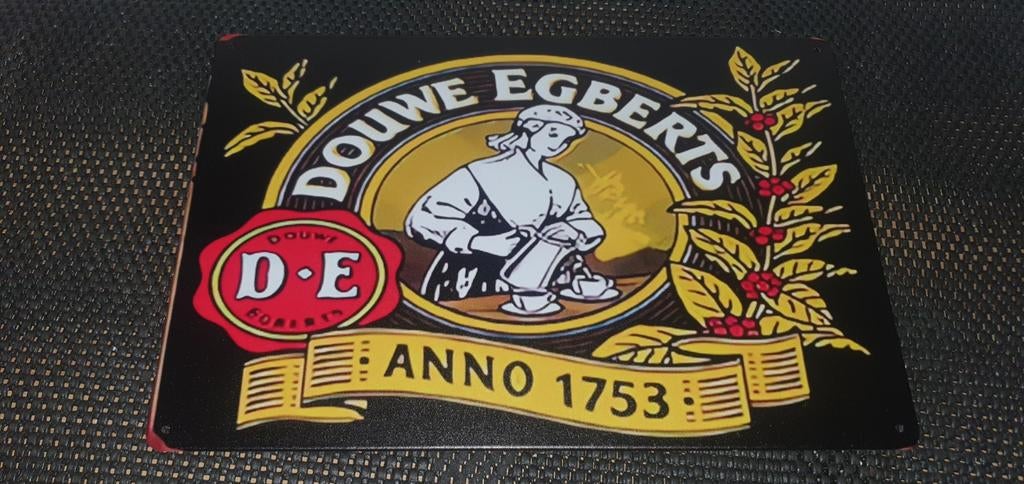 DOUWE EGBERTS
DOUWE
D·E
EGBERTS
ANNO 1753